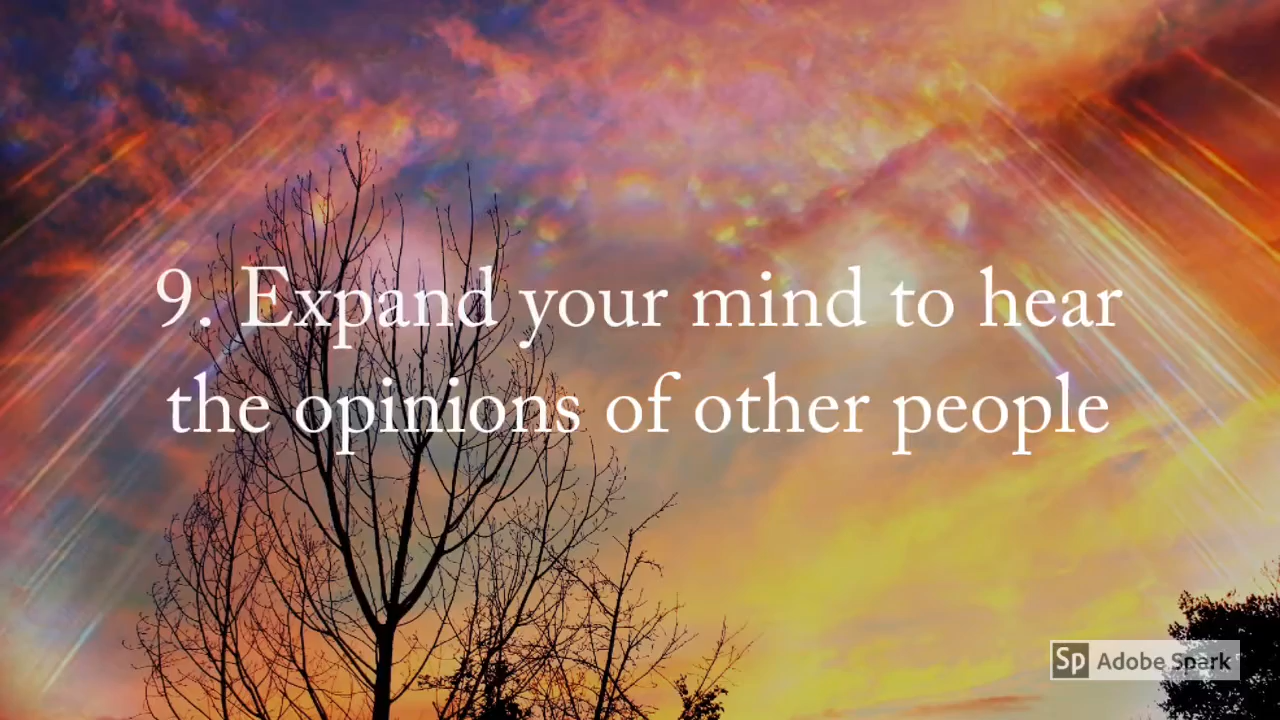 9. Expand your mind to hear
the opinions of other people
Sp Adobe Spark